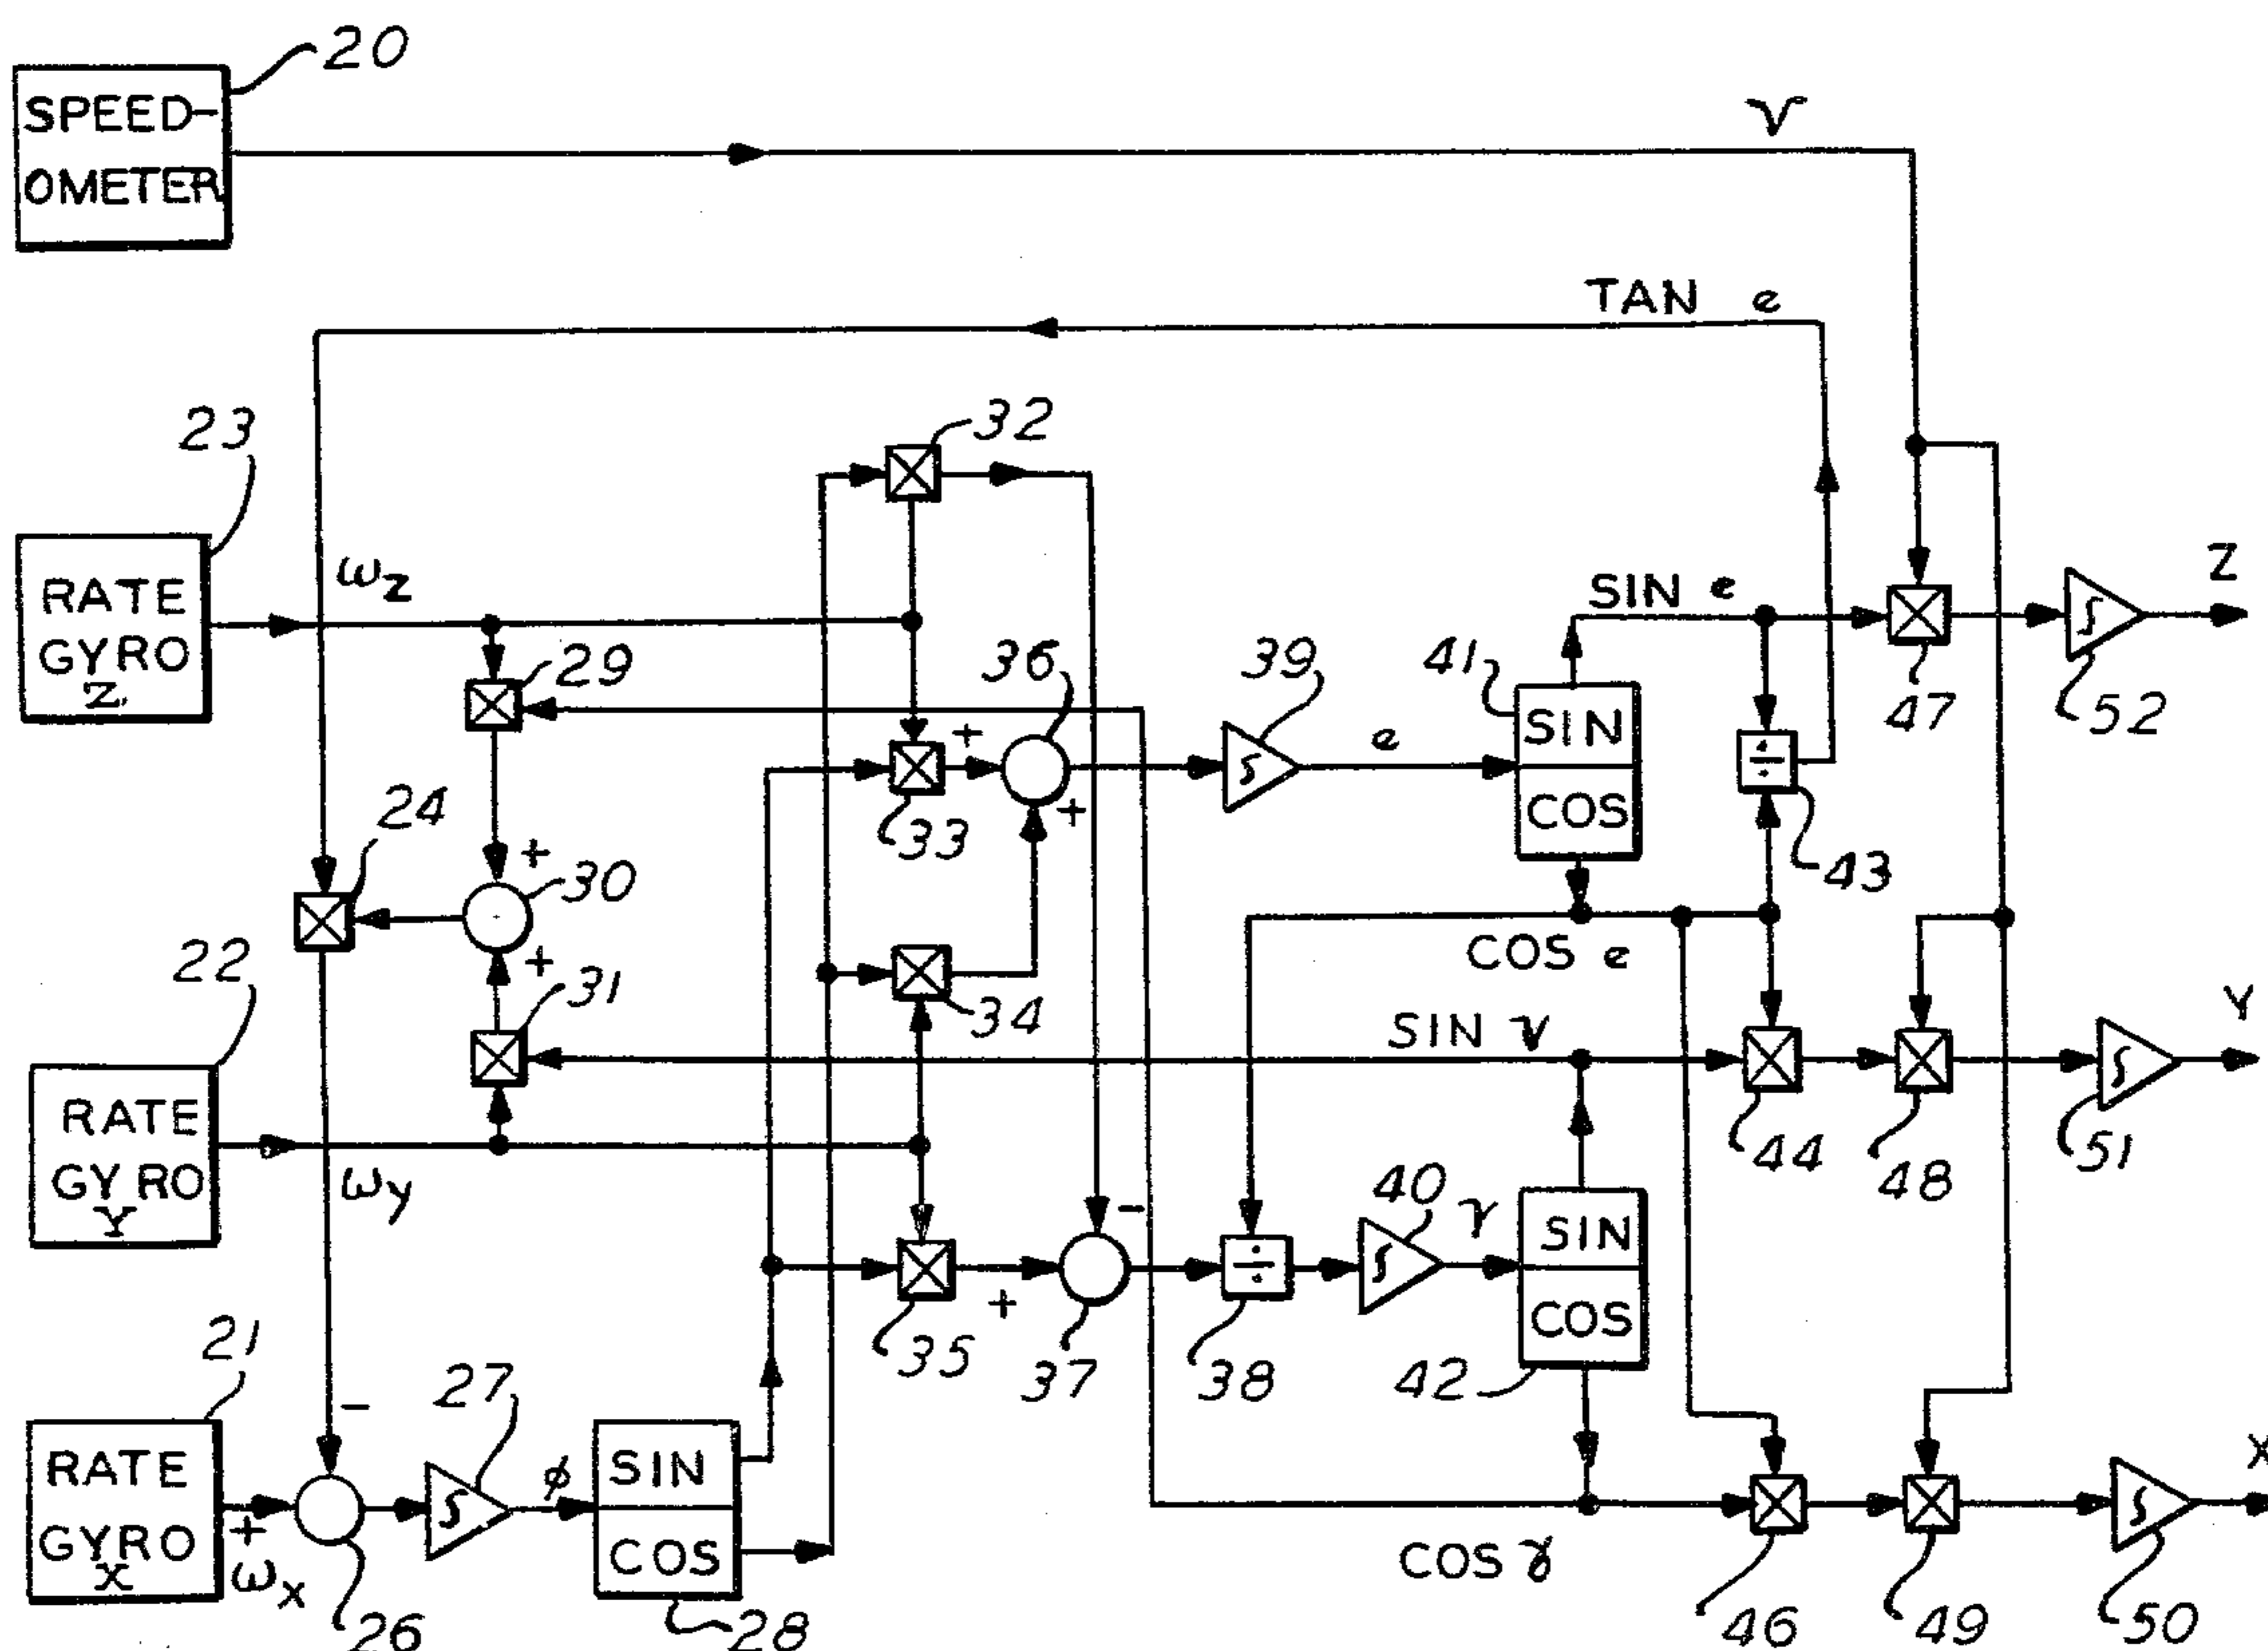 20
SPEED-
OMETER
V
TAN e
23
32
RATE
GYRO
Z
ωz
29
36
39
41
SIN e
SIN
COS
e
47
Z
52
24
+
30
+
31
+
33
+
34
43
COS e
22
RATE
GYRO
Y
ωy
SIN γ
44
48
Y
51
-
35
+
37
38
40
γ
SIN
COS
42
21
RATE
GYRO
X
+
ωx
-
26
27
φ
SIN
COS
28
COS γ
46
49
X
50